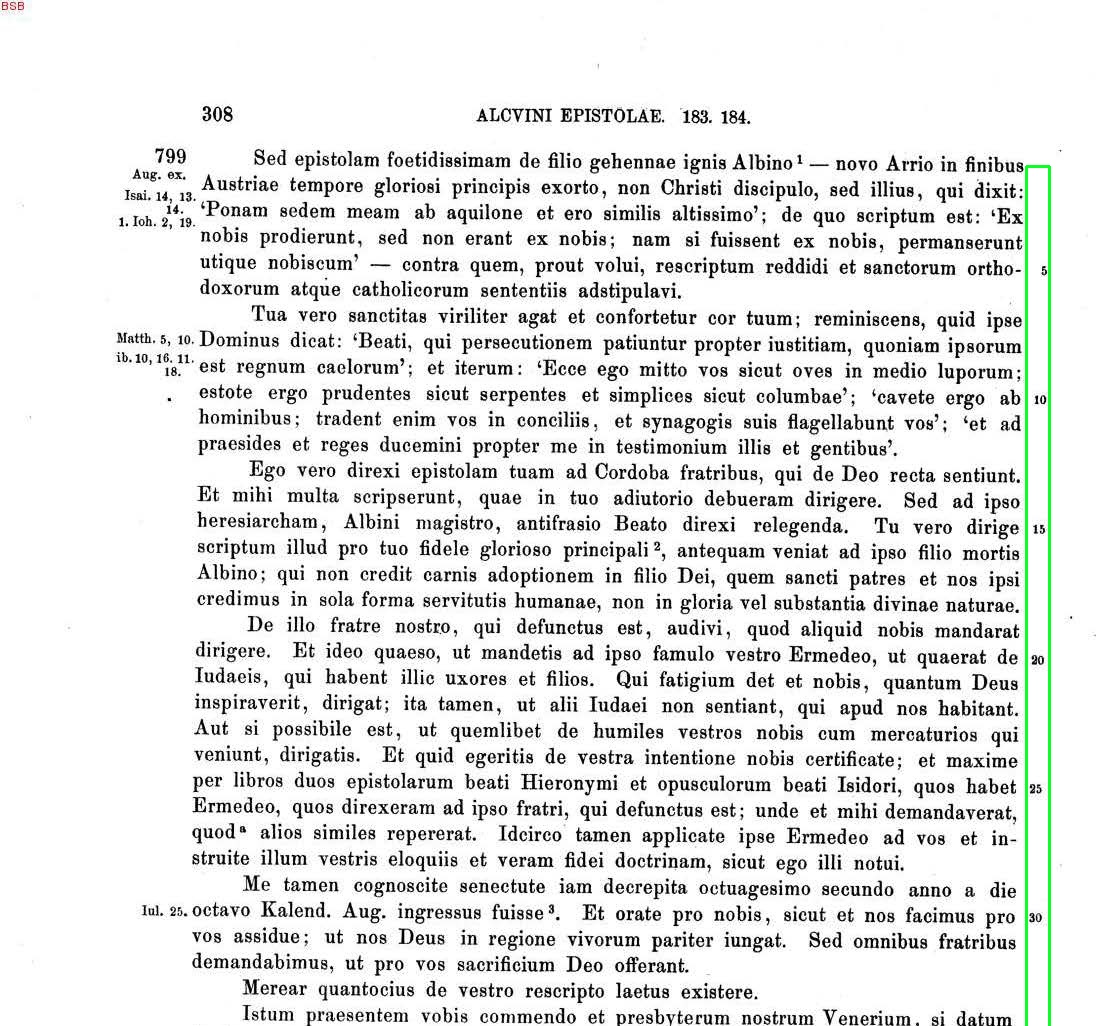 BSB
308 ALCVINI EPISTOLAE. 183. 184.
799 Sed epistolam foetidissimam de filio gehennae ignis Albino¹ — novo Arrio in finibus
Aug. ex.
Isai. 14, 13. Austriae tempore gloriosi principis exorto, non Christi discipulo, sed illius, qui dixit:
14. ‘Ponam sedem meam ab aquilone et ero similis altissimo’; de quo scriptum est: ‘Ex
1. Ioh. 2, 19. nobis prodierunt, sed non erant ex nobis; nam si fuissent ex nobis, permanserunt
utique nobiscum’ — contra quem, prout volui, rescriptum reddidi et sanctorum ortho- 5
doxorum atque catholicorum sententiis adstipulavi.
Tua vero sanctitas viriliter agat et confortetur cor tuum; reminiscens, quid ipse
Matth. 5, 10. Dominus dicat: ‘Beati, qui persecutionem patiuntur propter iustitiam, quoniam ipsorum
ib. 10, 16. 11. est regnum caelorum’; et iterum: ‘Ecce ego mitto vos sicut oves in medio luporum;
18.
estote ergo prudentes sicut serpentes et simplices sicut columbae’; ‘cavete ergo ab 10
hominibus; tradent enim vos in conciliis, et synagogis suis flagellabunt vos’; ‘et ad
praesides et reges ducemini propter me in testimonium illis et gentibus’.
Ego vero direxi epistolam tuam ad Cordoba fratribus, qui de Deo recta sentiunt.
Et mihi multa scripserunt, quae in tuo adiutorio debueram dirigere. Sed ad ipso
heresiarcham, Albini magistro, antifrasio Beato direxi relegenda. Tu vero dirige 15
scriptum illud pro tuo fidele glorioso principali², antequam veniat ad ipso filio mortis
Albino; qui non credit carnis adoptionem in filio Dei, quem sancti patres et nos ipsi
credimus in sola forma servitutis humanae, non in gloria vel substantia divinae naturae.
De illo fratre nostro, qui defunctus est, audivi, quod aliquid nobis mandarat
dirigere. Et ideo quaeso, ut mandetis ad ipso famulo vestro Ermedeo, ut quaerat de 20
Iudaeis, qui habent illic uxores et filios. Qui fatigium det et nobis, quantum Deus
inspiraverit, dirigat; ita tamen, ut alii Iudaei non sentiant, qui apud nos habitant.
Aut si possibile est, ut quemlibet de humiles vestros nobis cum mercaturios qui
veniunt, dirigatis. Et quid egeritis de vestra intentione nobis certificate; et maxime
per libros duos epistolarum beati Hieronymi et opusculorum beati Isidori, quos habet 25
Ermedeo, quos direxeram ad ipso fratri, qui defunctus est; unde et mihi demandaverat,
quodᵃ alios similes repererat. Idcirco tamen applicate ipse Ermedeo ad vos et in-
struite illum vestris eloquiis et veram fidei doctrinam, sicut ego illi notui.
Me tamen cognoscite senectute iam decrepita octuagesimo secundo anno a die
Iul. 25. octavo Kalend. Aug. ingressus fuisse³. Et orate pro nobis, sicut et nos facimus pro 30
vos assidue; ut nos Deus in regione vivorum pariter iungat. Sed omnibus fratribus
demandabimus, ut pro vos sacrificium Deo offerant.
Merear quantocius de vestro rescripto laetus existere.
Istum praesentem vobis commendo et presbyterum nostrum Venerium, si datum